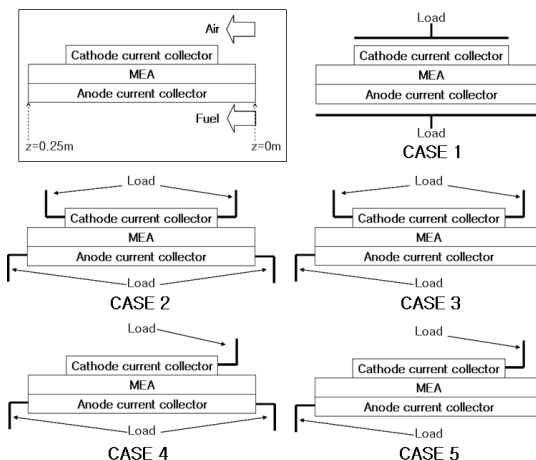 Air
Cathode current collector
MEA
Anode current collector
Fuel
z=0.25m
z=0m
Load
Cathode current collector
MEA
Anode current collector
Load
CASE 1
Load
Cathode current collector
MEA
Anode current collector
Load
CASE 2
Load
Cathode current collector
MEA
Anode current collector
Load
CASE 3
Load
Cathode current collector
MEA
Anode current collector
Load
CASE 4
Load
Cathode current collector
MEA
Anode current collector
Load
CASE 5